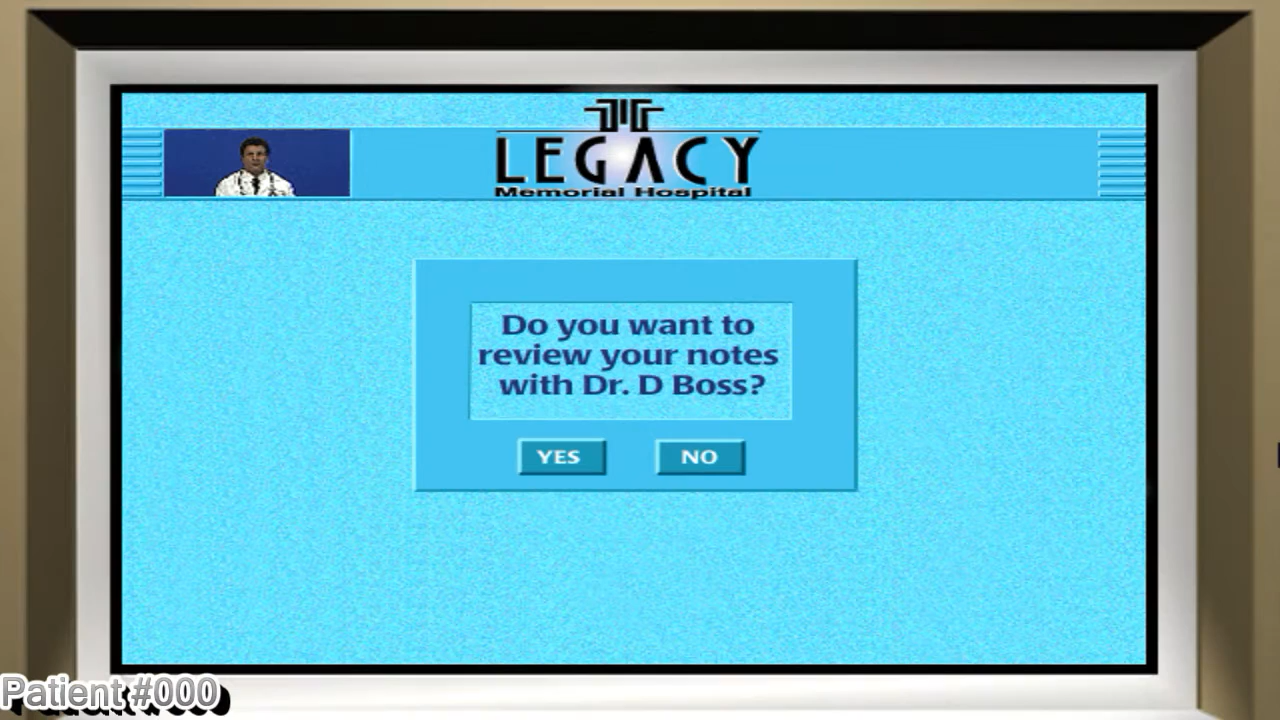 LEGACY
Memorial Hospital
Do you want to
review your notes
with Dr. D Boss?
YES NO
Patient #000